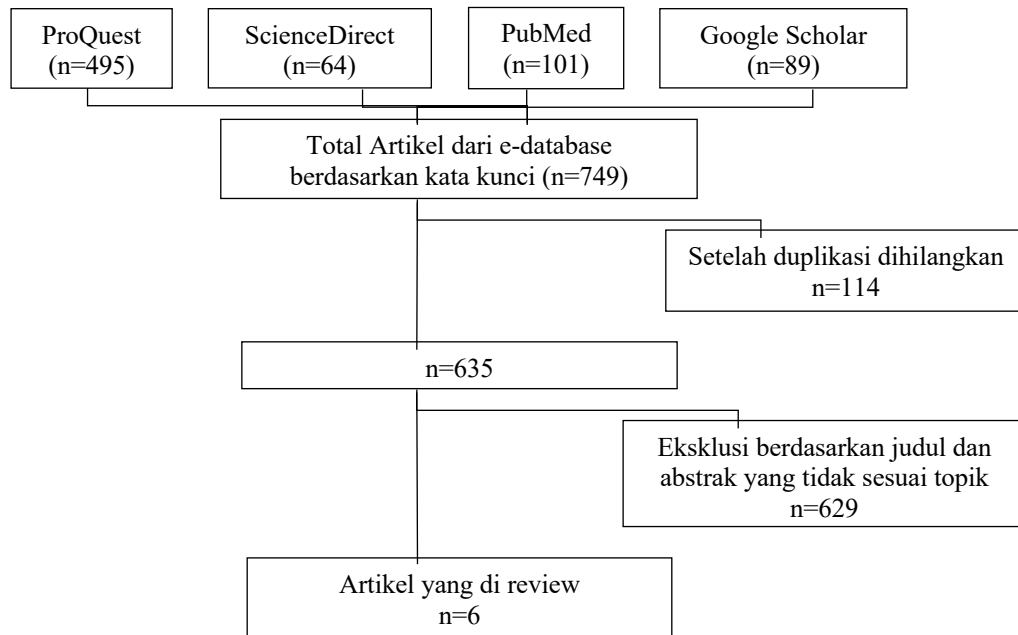 ProQuest
(n=495)
ScienceDirect
(n=64)
PubMed
(n=101)
Google Scholar
(n=89)
Total Artikel dari e-database
berdasarkan kata kunci (n=749)
Setelah duplikasi dihilangkan
n=114
n=635
Eksklusi berdasarkan judul dan
abstrak yang tidak sesuai topik
n=629
Artikel yang di review
n=6